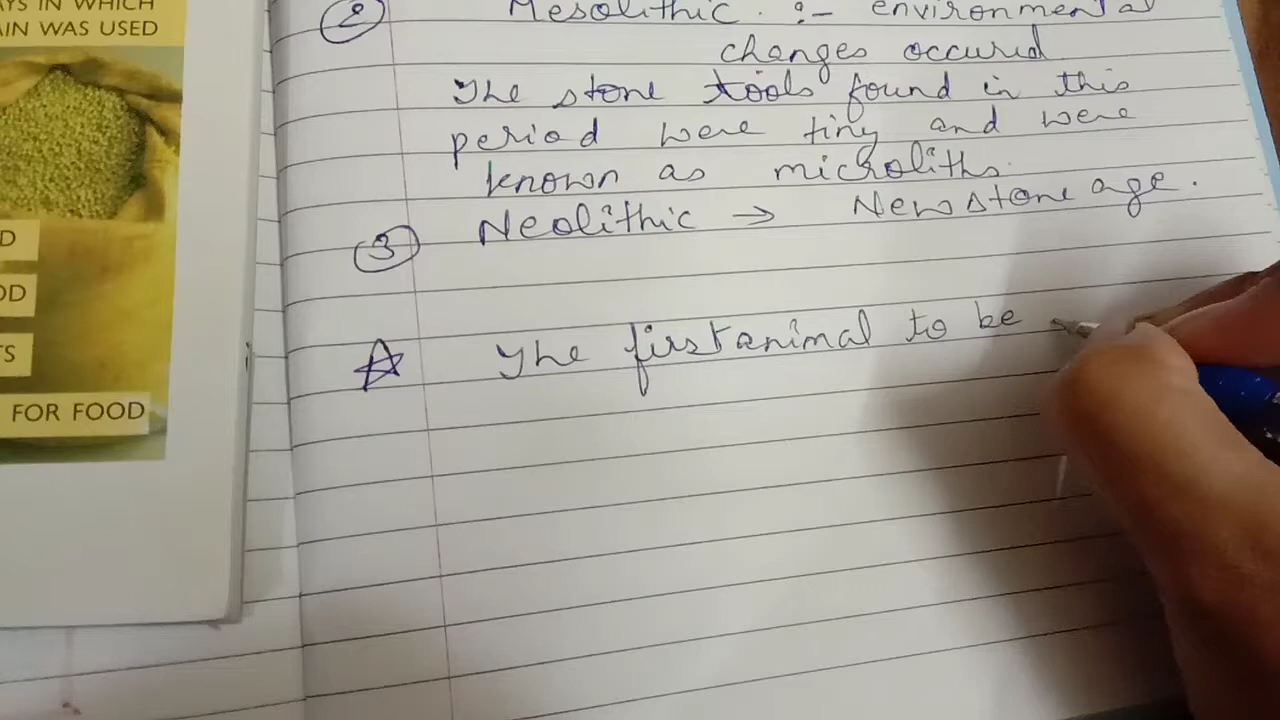 AYS IN WHICH
AIN WAS USED
D
OD
TS
FOR FOOD
② Mesolithic :- environmental
changes occured
The stone tools found in this
period were tiny and were
known as microliths.
③ Neolithic → New stone age.
☆ The first animal to be